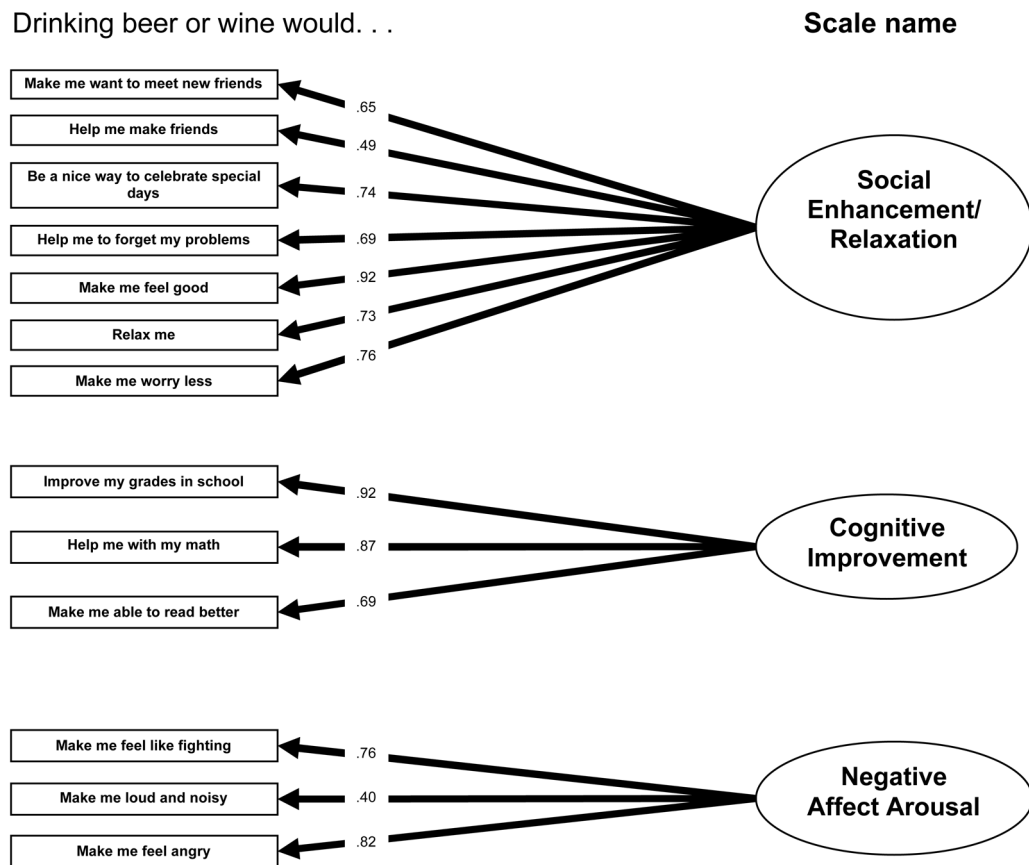 Drinking beer or wine would. . .
Scale name
Make me want to meet new friends
.65
Help me make friends
.49
Be a nice way to celebrate special
days
.74
Help me to forget my problems
.69
Make me feel good
.92
Relax me
.73
Make me worry less
.76
Social
Enhancement/
Relaxation
Improve my grades in school
.92
Help me with my math
.87
Make me able to read better
.69
Cognitive
Improvement
Make me feel like fighting
.76
Make me loud and noisy
.40
Make me feel angry
.82
Negative
Affect Arousal